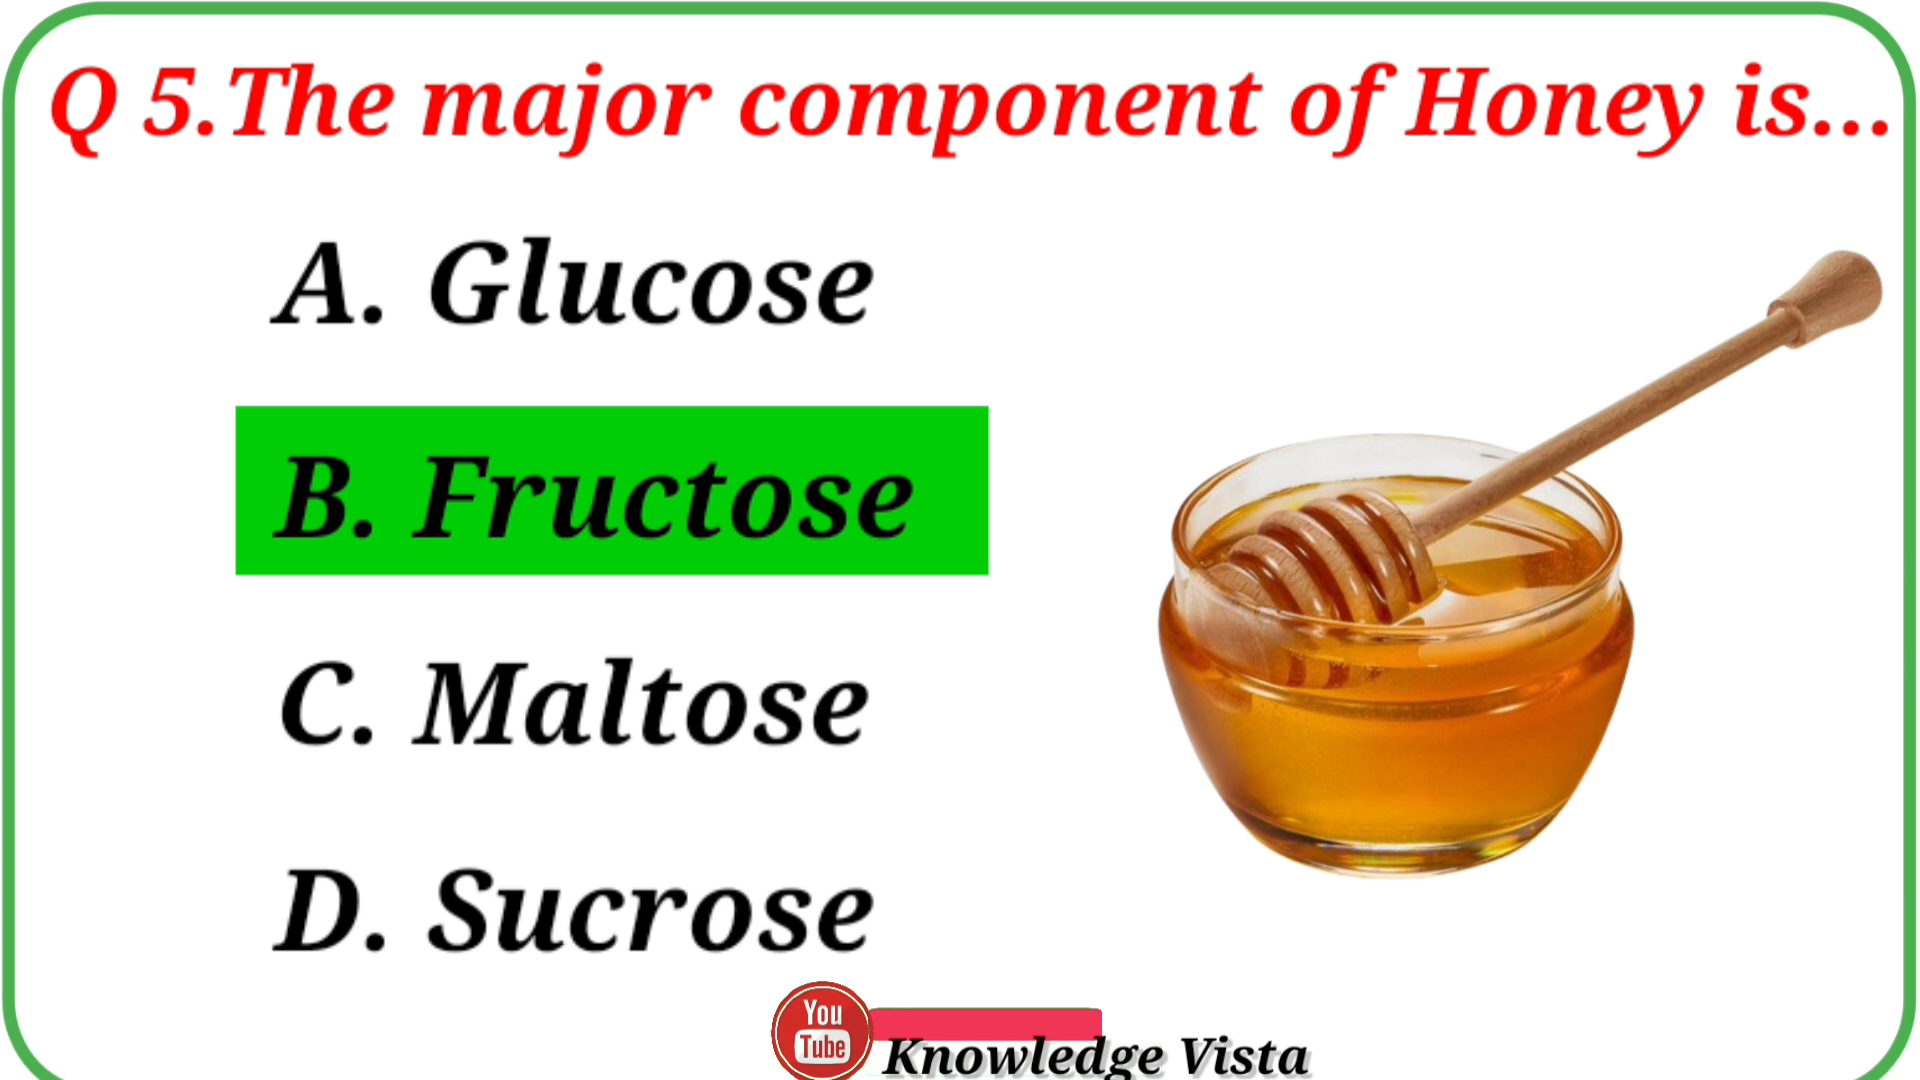 Q 5.The major component of Honey is...
A. Glucose
B. Fructose
C. Maltose
D. Sucrose
You
Tube
Knowledge Vista